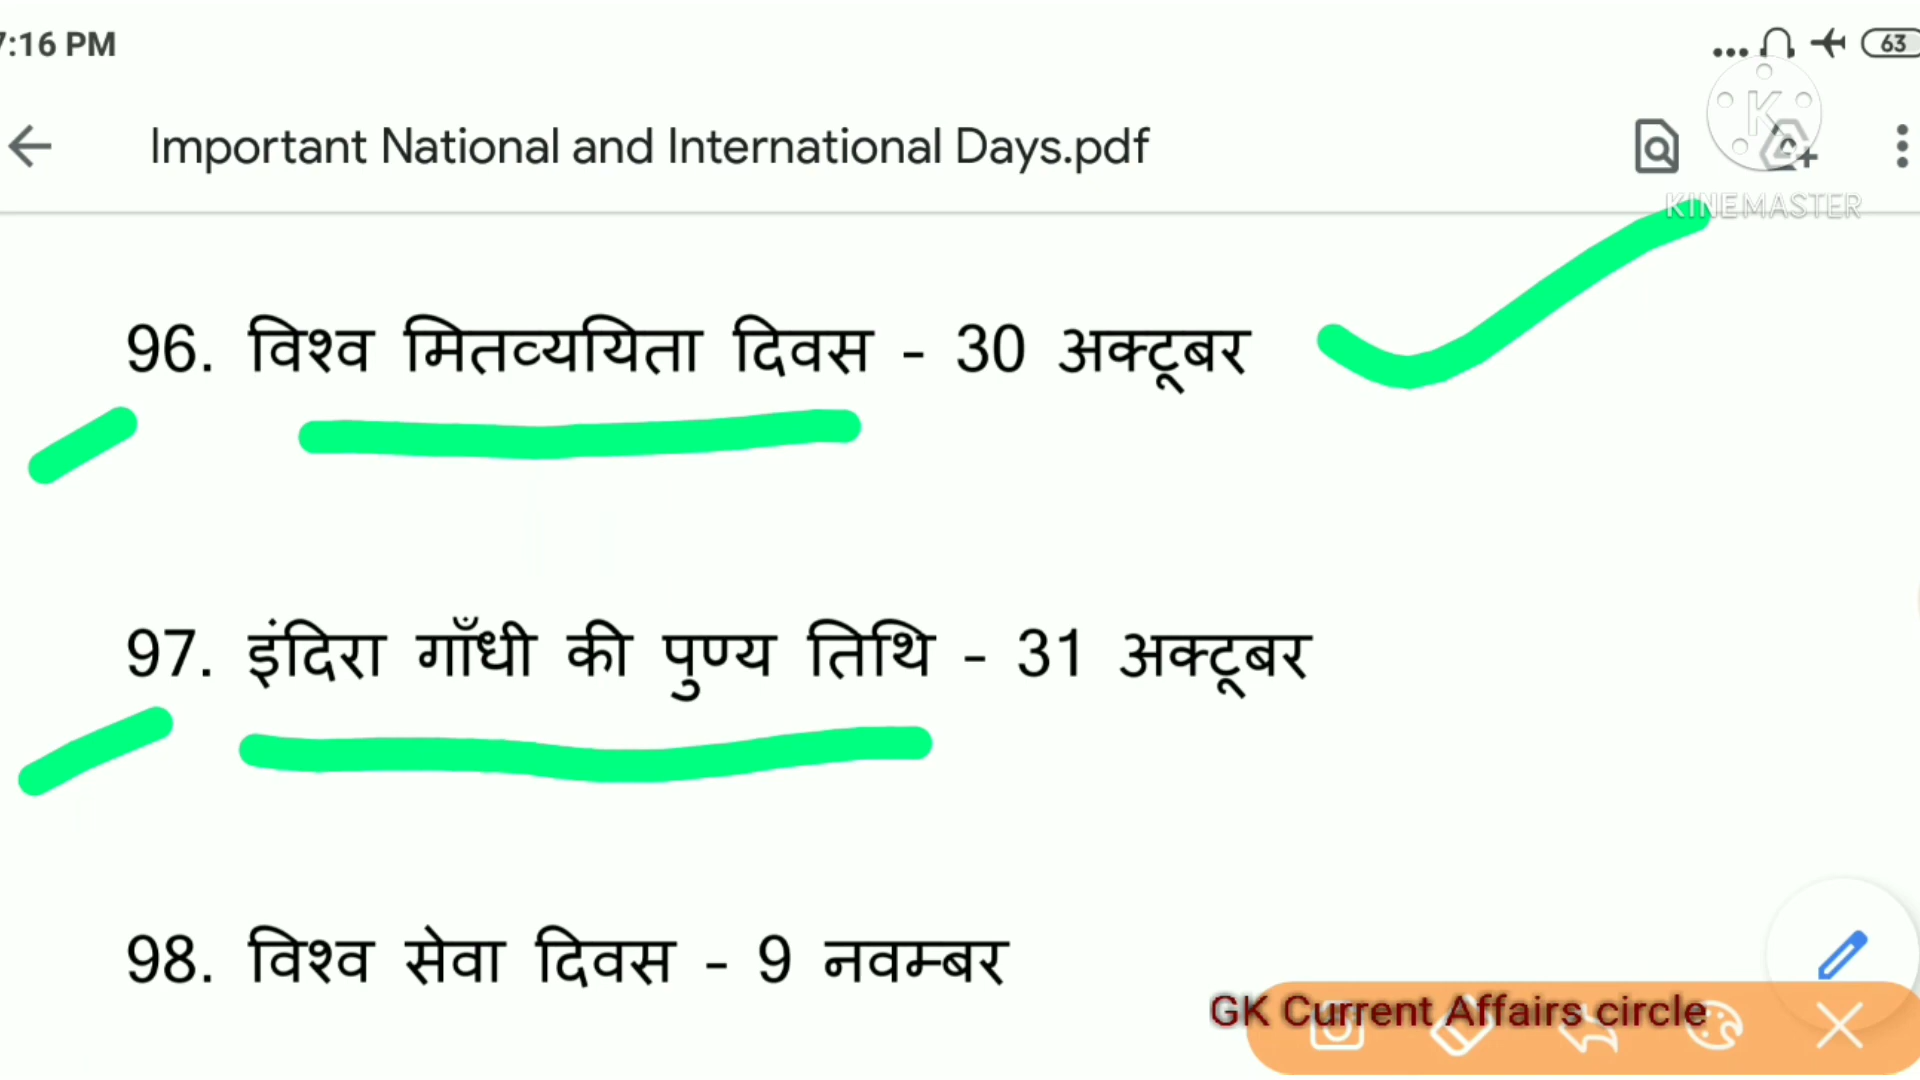 7:16 PM
63
Important National and International Days.pdf
KINEMASTER
96. विश्व मितव्ययिता दिवस - 30 अक्टूबर
97. इंदिरा गाँधी की पुण्य तिथि - 31 अक्टूबर
98. विश्व सेवा दिवस - 9 नवम्बर
GK Current Affairs circle